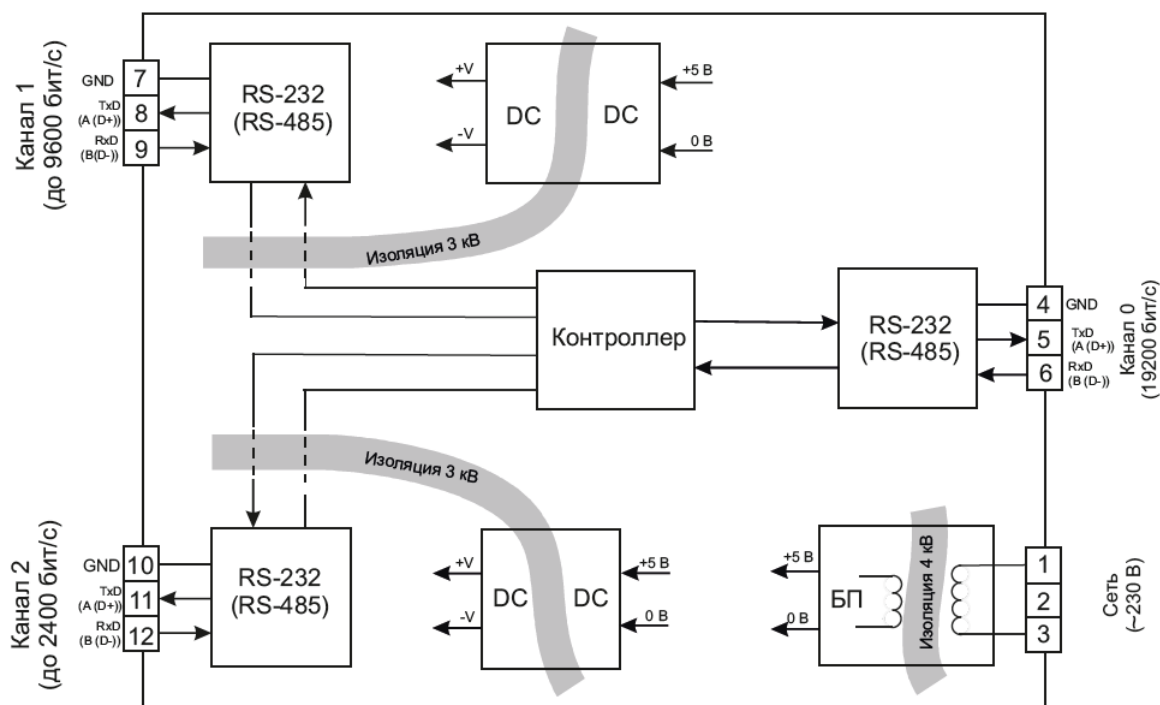 Канал 1
(до 9600 бит/с)
GND
7
TxD
(A (D+))
8
RxD
(B(D-))
9
RS-232
(RS-485)
+V
-V
DC
DC
+5 В
0 В
Изоляция 3 кВ
Контроллер
RS-232
(RS-485)
4
GND
5
TxD
(A (D+))
6
RxD
(B (D-))
Канал 0
(19200 бит/с)
Изоляция 3 кВ
Канал 2
(до 2400 бит/с)
GND
10
TxD
(A (D+))
11
RxD
(B (D-))
12
RS-232
(RS-485)
+V
-V
DC
DC
+5 В
0 В
+5 В
0 В
БП
Изоляция 4 кВ
1
2
3
Сеть
(~230 В)